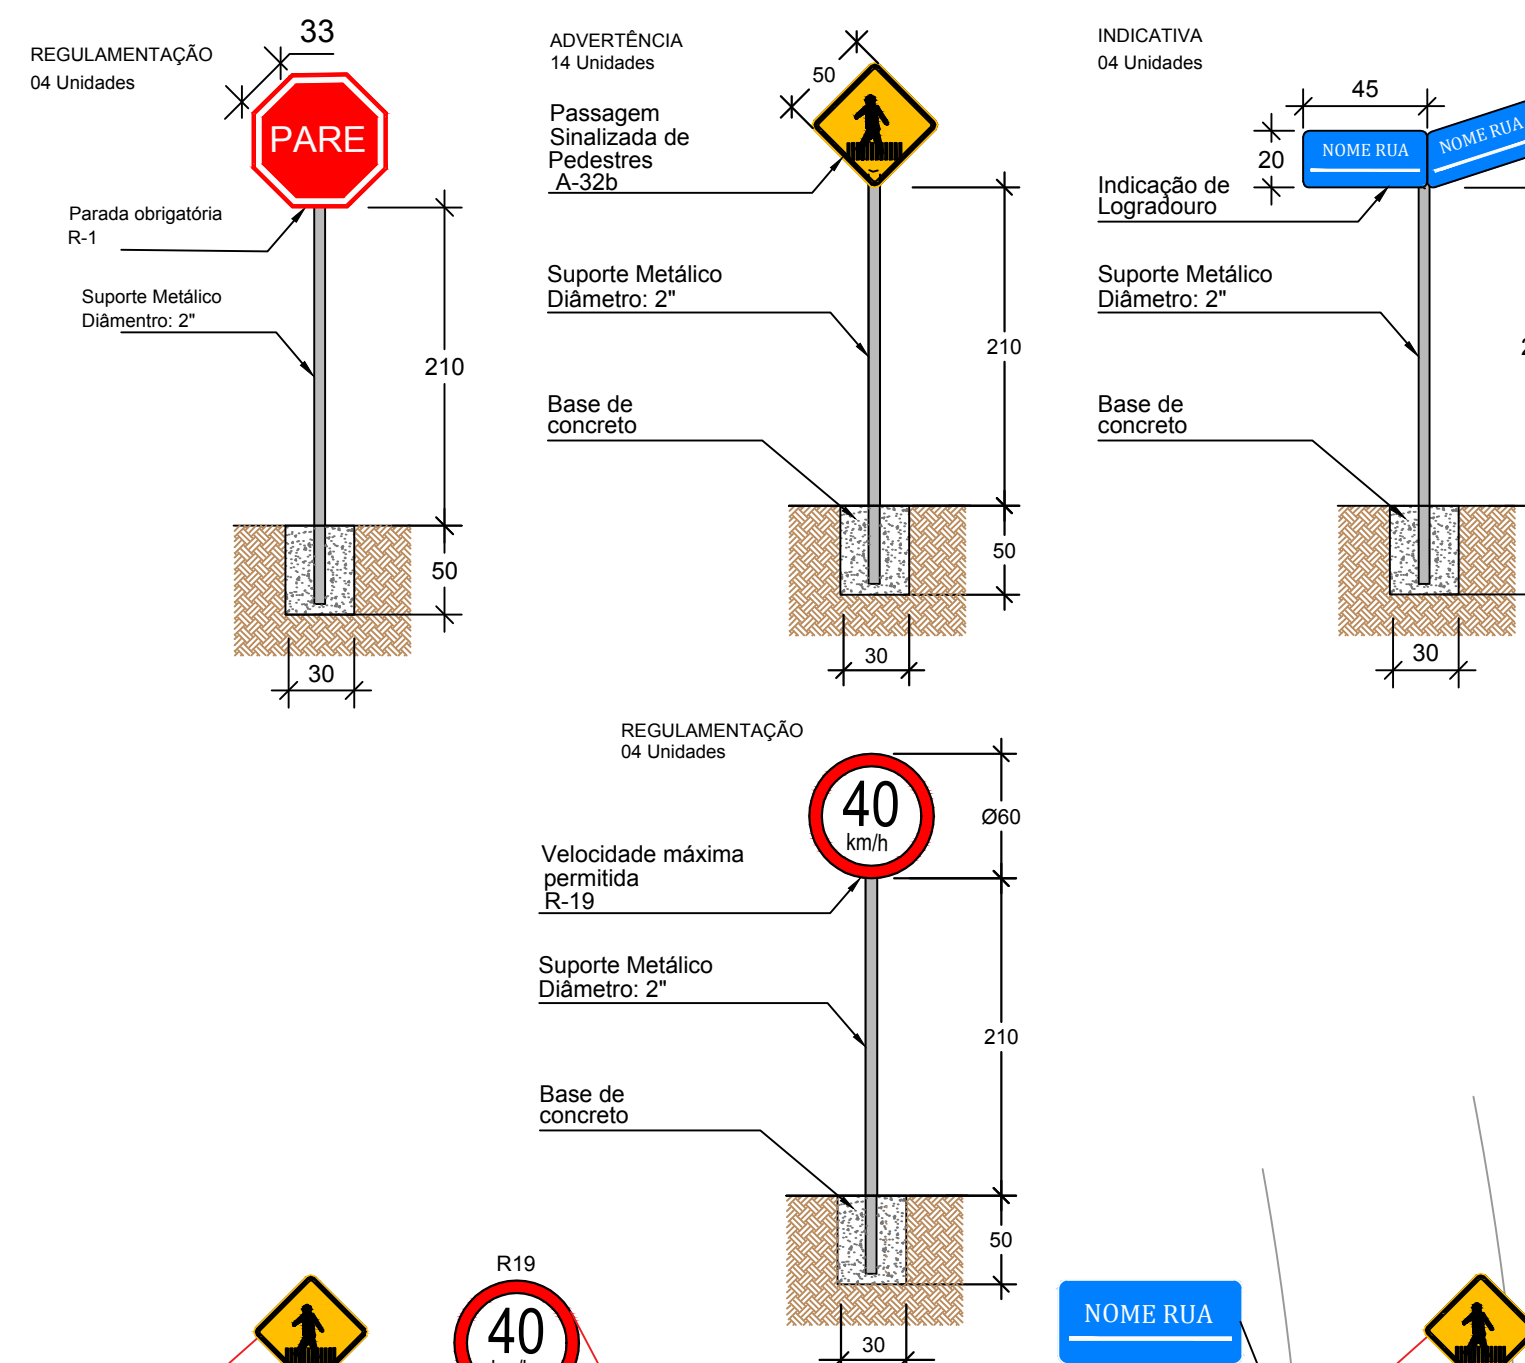 REGULAMENTAÇÃO
04 Unidades
33
PARE
Parada obrigatória
R-1
Suporte Metálico
Diâmentro: 2"
210
50
30
ADVERTÊNCIA
14 Unidades
50
Passagem
Sinalizada de
Pedestres
A-32b
Suporte Metálico
Diâmetro: 2"
210
Base de
concreto
50
30
INDICATIVA
04 Unidades
45
20
NOME RUA
NOME RUA
Indicação de
Logradouro
Suporte Metálico
Diâmetro: 2"
Base de
concreto
30
REGULAMENTAÇÃO
04 Unidades
40
km/h
Ø60
Velocidade máxima
permitida
R-19
Suporte Metálico
Diâmetro: 2"
210
Base de
concreto
50
30
R19
40
NOME RUA